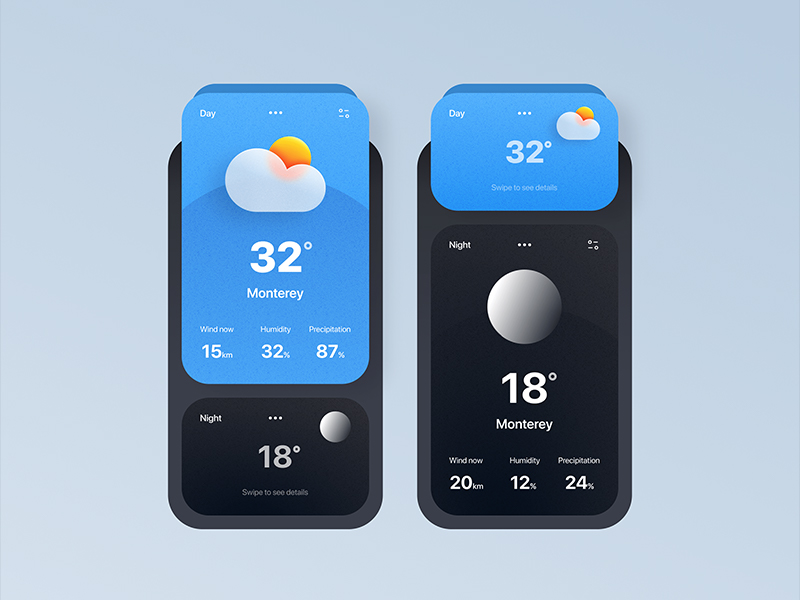 Day
32°
Monterey
Wind now Humidity Precipitation
15km 32% 87%
Night
18°
Swipe to see details
Day
32°
Swipe to see details
Night
18°
Monterey
Wind now Humidity Precipitation
20km 12% 24%